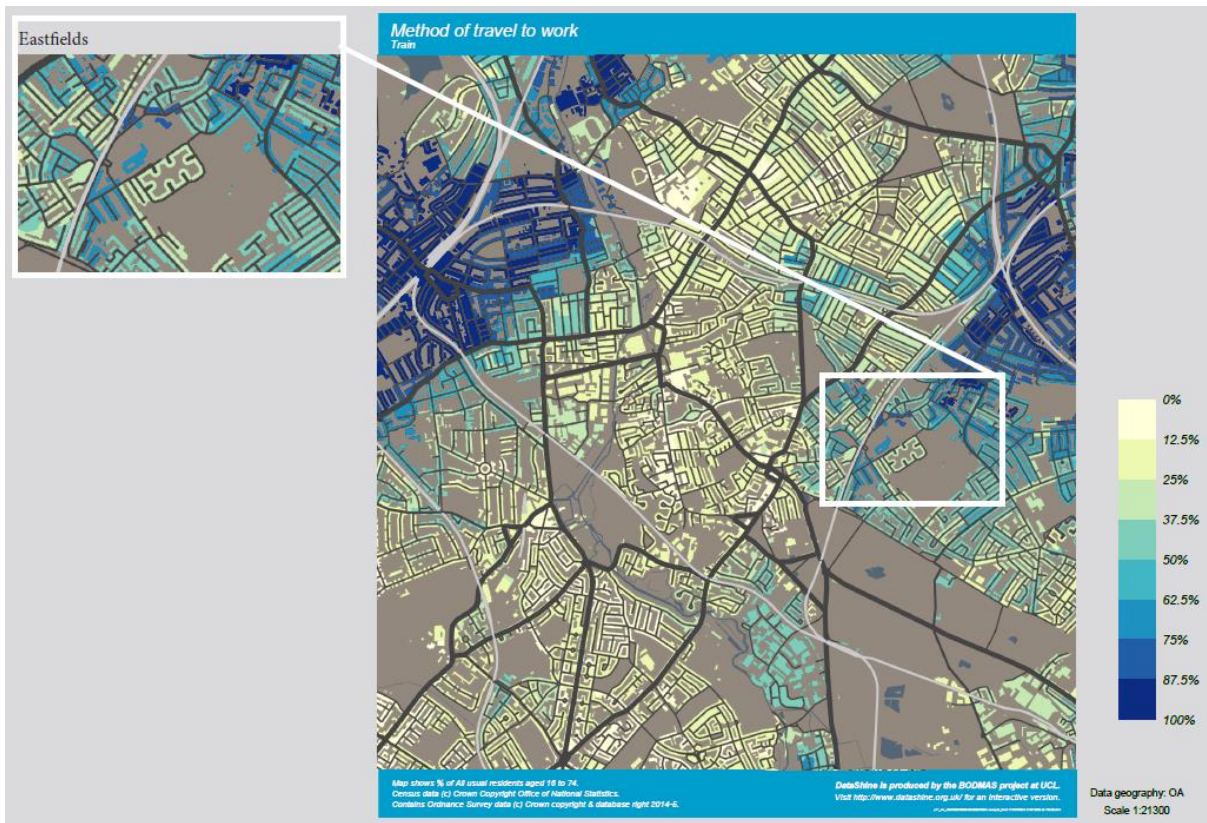 Eastfields
Method of travel to work
Train
0%
12.5%
25%
37.5%
50%
62.5%
75%
87.5%
100%
Map shows % of All usual residents aged 16 to 74.
Census data (c) Crown Copyright Office of National Statistics.
Contains Ordnance Survey data (c) Crown copyright & database right 2014-5.
DataShine is produced by the BODMAS project at UCL.
Visit http://www.datashine.org.uk/ for an interactive version.
Data geography: OA
Scale 1:21300